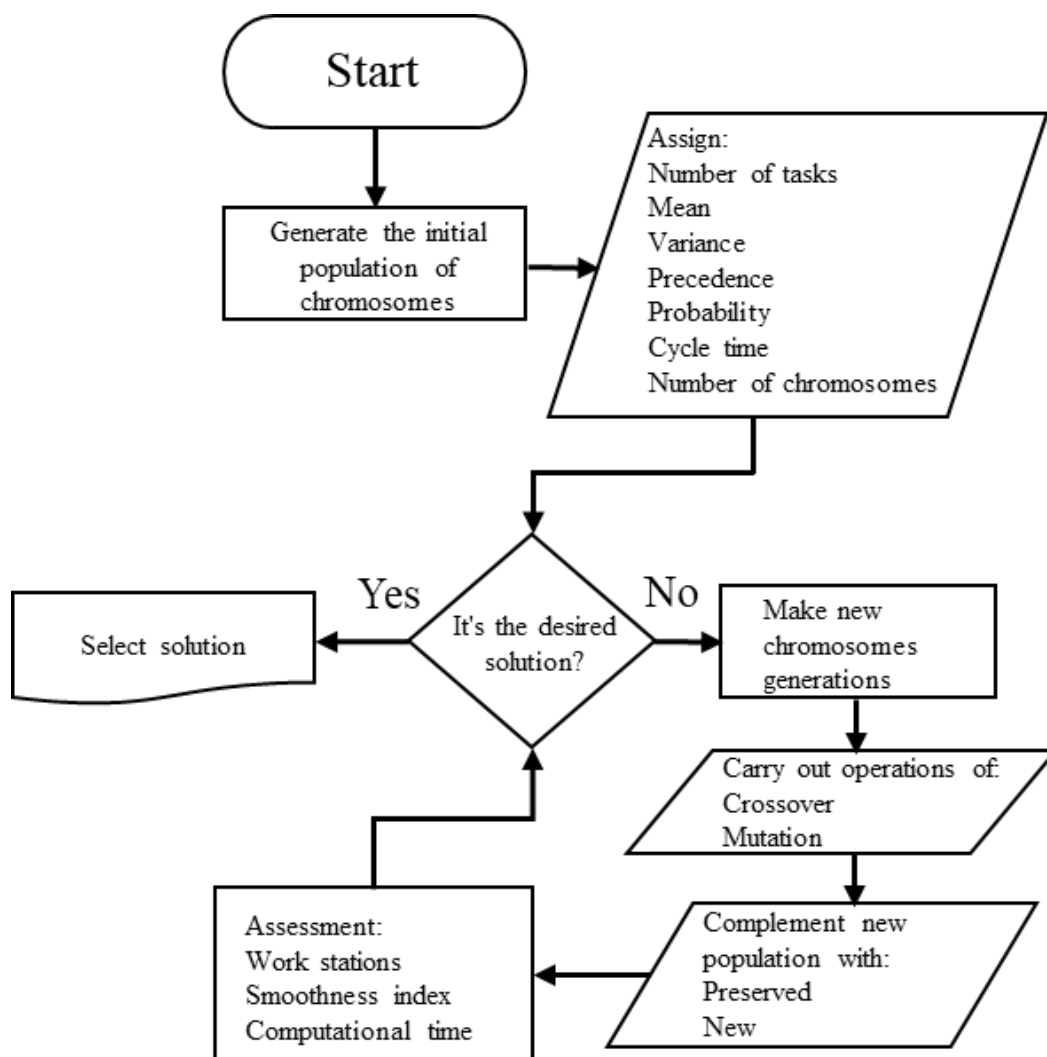 Start
Generate the initial
population of
chromosomes
Assign:
Number of tasks
Mean
Variance
Precedence
Probability
Cycle time
Number of chromosomes
Yes
It's the desired
solution?
No
Select solution
Make new
chromosomes
generations
Carry out operations of:
Crossover
Mutation
Complement new
population with:
Preserved
New
Assessment:
Work stations
Smoothness index
Computational time